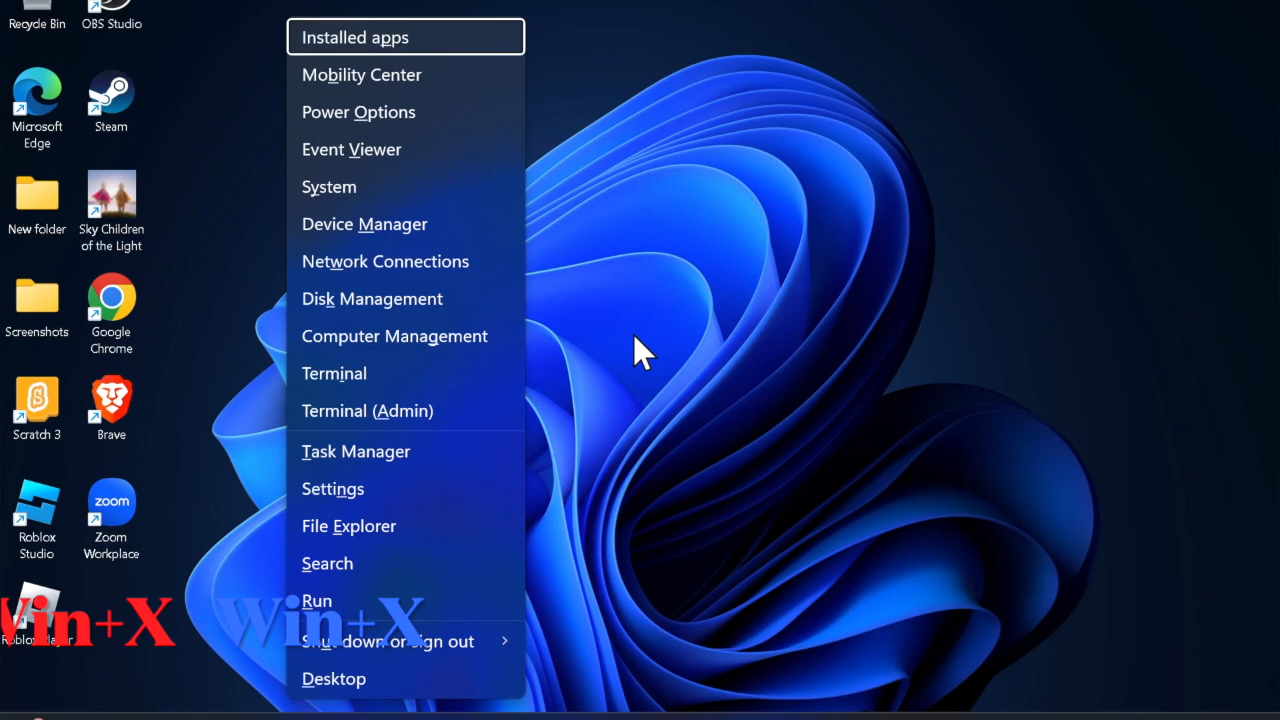 Recycle Bin
OBS Studio
Microsoft
Edge
Steam
New folder
Sky Children
of the Light
Screenshots
Google
Chrome
Scratch 3
Brave
Roblox
Studio
zoom
Zoom
Workplace
Installed apps
Mobility Center
Power Options
Event Viewer
System
Device Manager
Network Connections
Disk Management
Computer Management
Terminal
Terminal (Admin)
Task Manager
Settings
File Explorer
Search
Run
Shut down or sign out
Desktop
Win+X
Win+X